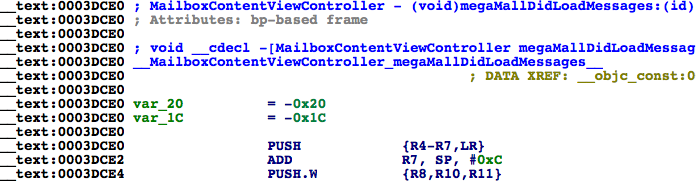 __text:0003DCE0 ; MailboxContentViewController - (void)megaMallDidLoadMessages:(id)
__text:0003DCE0 ; Attributes: bp-based frame
__text:0003DCE0
__text:0003DCE0 ; void __cdecl -[MailboxContentViewController megaMallDidLoadMessag
__text:0003DCE0 __MailboxContentViewController_megaMallDidLoadMessages__
__text:0003DCE0 ; DATA XREF: __objc_const:0
__text:0003DCE0
__text:0003DCE0 var_20 = -0x20
__text:0003DCE0 var_1C = -0x1C
__text:0003DCE0
__text:0003DCE0 PUSH {R4-R7,LR}
__text:0003DCE2 ADD R7, SP, #0xC
__text:0003DCE4 PUSH.W {R8,R10,R11}